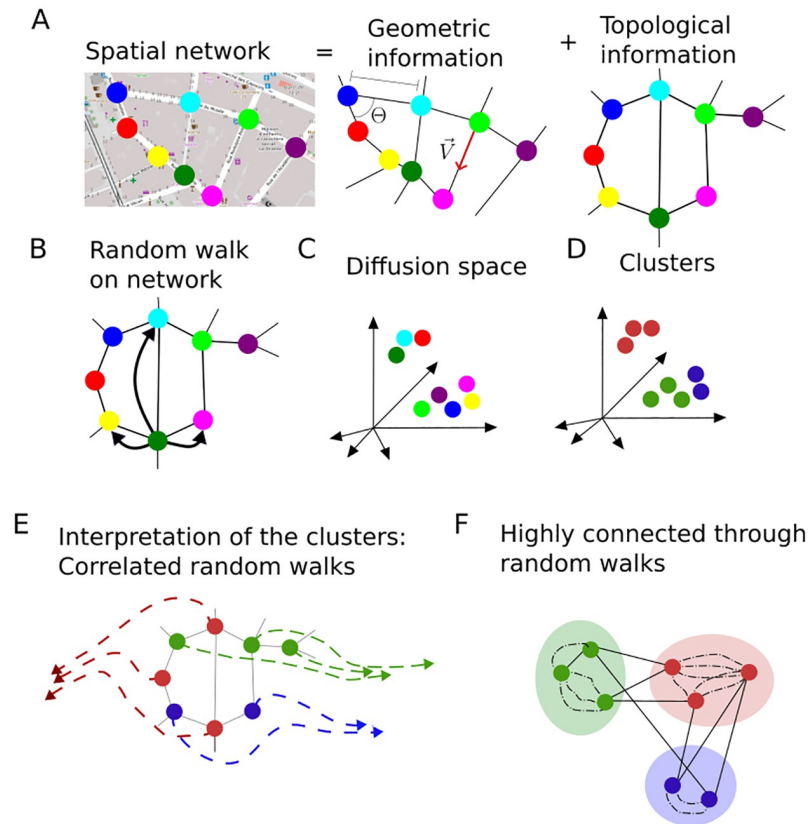 A
Spatial network
=
Geometric
information
+
Topological
information
Θ
V
B
Random walk
on network
C
Diffusion space
D
Clusters
E
Interpretation of the clusters:
Correlated random walks
F
Highly connected through
random walks